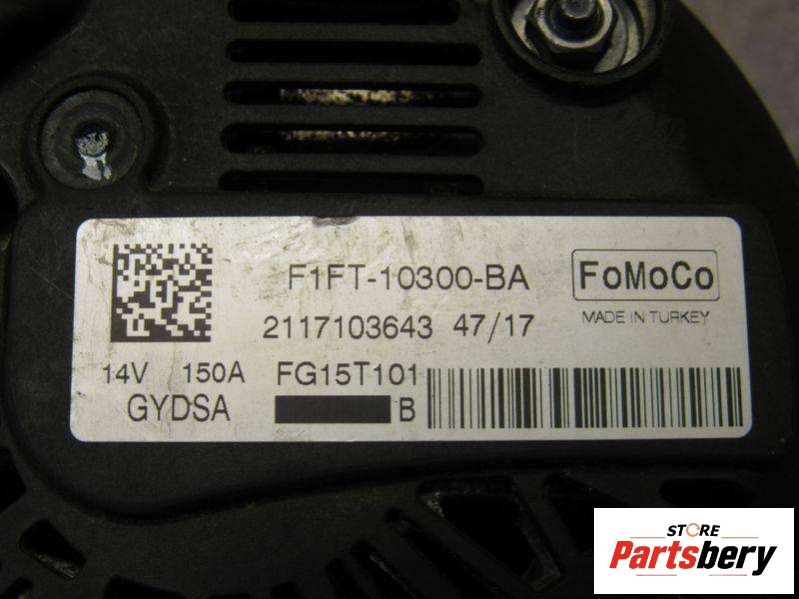 F1FT-10300-BA
FoMoCo
2117103643 47/17
MADE IN TURKEY
14V 150A FG15T101
GYDSA B
STORE
Partsbery